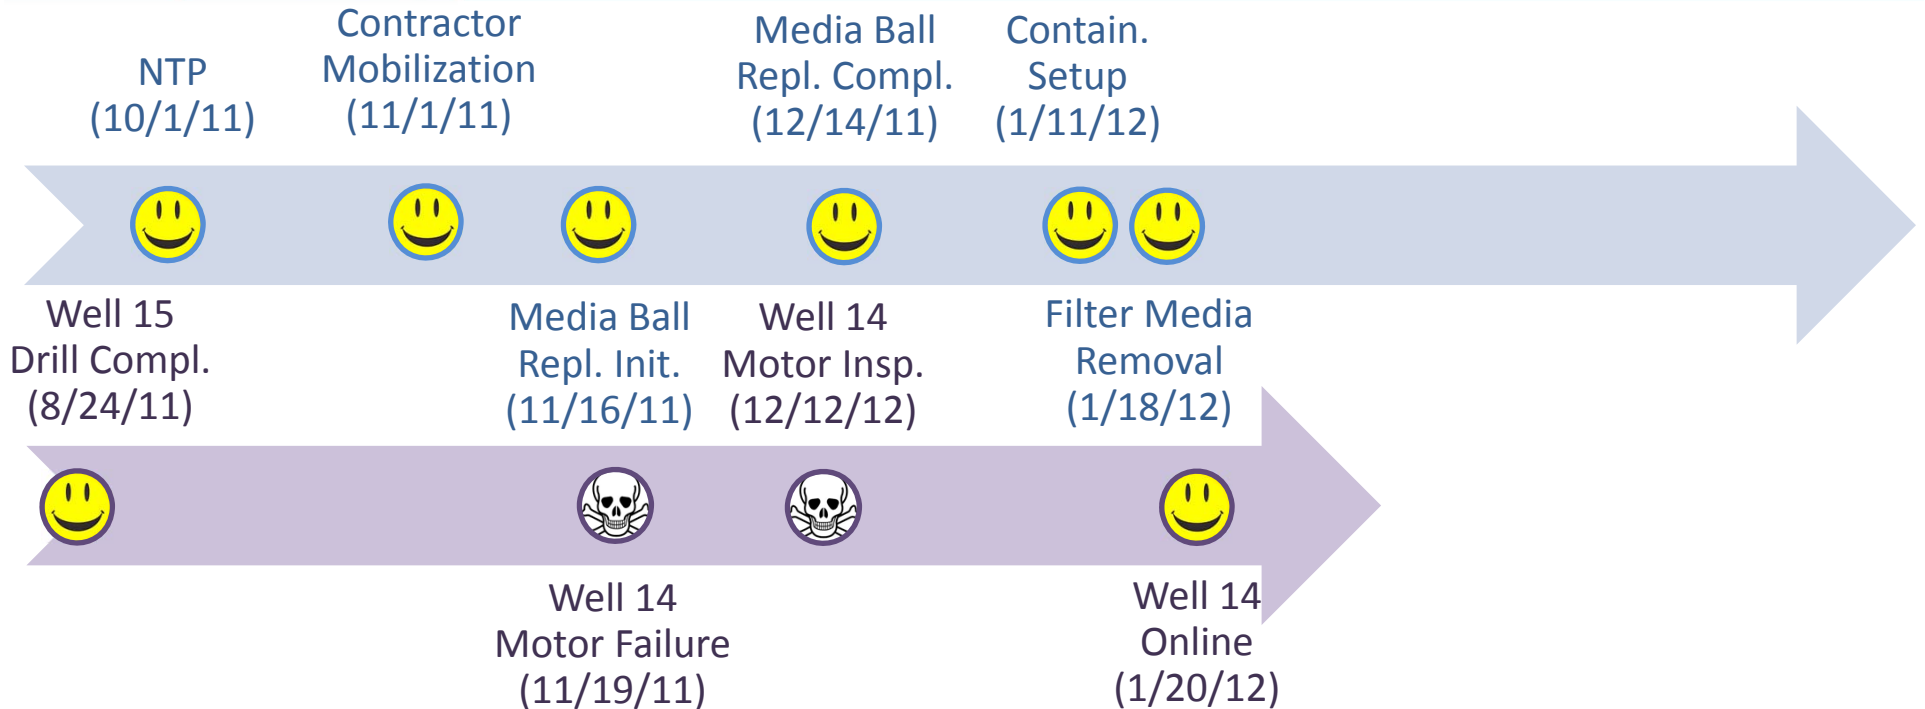 NTP
(10/1/11)
Contractor
Mobilization
(11/1/11)
Media Ball
Repl. Compl.
(12/14/11)
Contain.
Setup
(1/11/12)
Well 15
Drill Compl.
(8/24/11)
Media Ball
Repl. Init.
(11/16/11)
Well 14
Motor Insp.
(12/12/12)
Filter Media
Removal
(1/18/12)
Well 14
Motor Failure
(11/19/11)
Well 14
Online
(1/20/12)